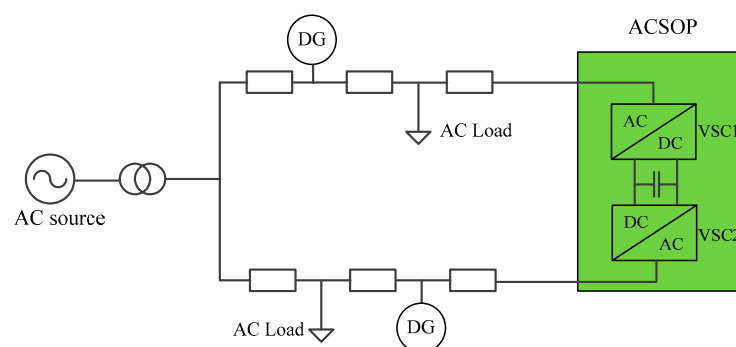 ACSOP
DG
AC Load
AC
DC
VSC1
AC source
DC
AC
VSC2
AC Load
DG